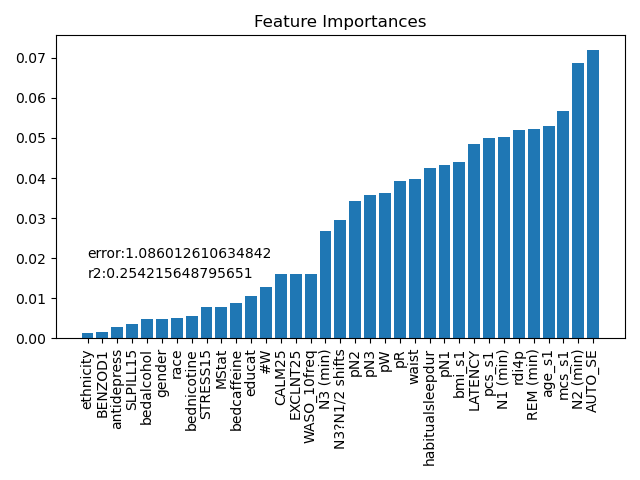 Feature Importances
0.07
0.06
0.05
0.04
0.03
0.02
0.01
0.00
error:1.086012610634842
r2:0.254215648795651
ethnicity
BENZOD1
antidepress
SLPILL15
bedalcohol
gender
race
bednicotine
STRESS15
MStat
bedcaffeine
educat
#W
CALM25
EXCLNT25
WASO_10freq
N3 (min)
N3?N1/2 shifts
pN2
pN3
pW
pR
waist
habitualsleepdur
pN1
bmi_s1
LATENCY
pcs_s1
N1 (min)
rdi4p
REM (min)
age_s1
mcs_s1
N2 (min)
AUTO_SE